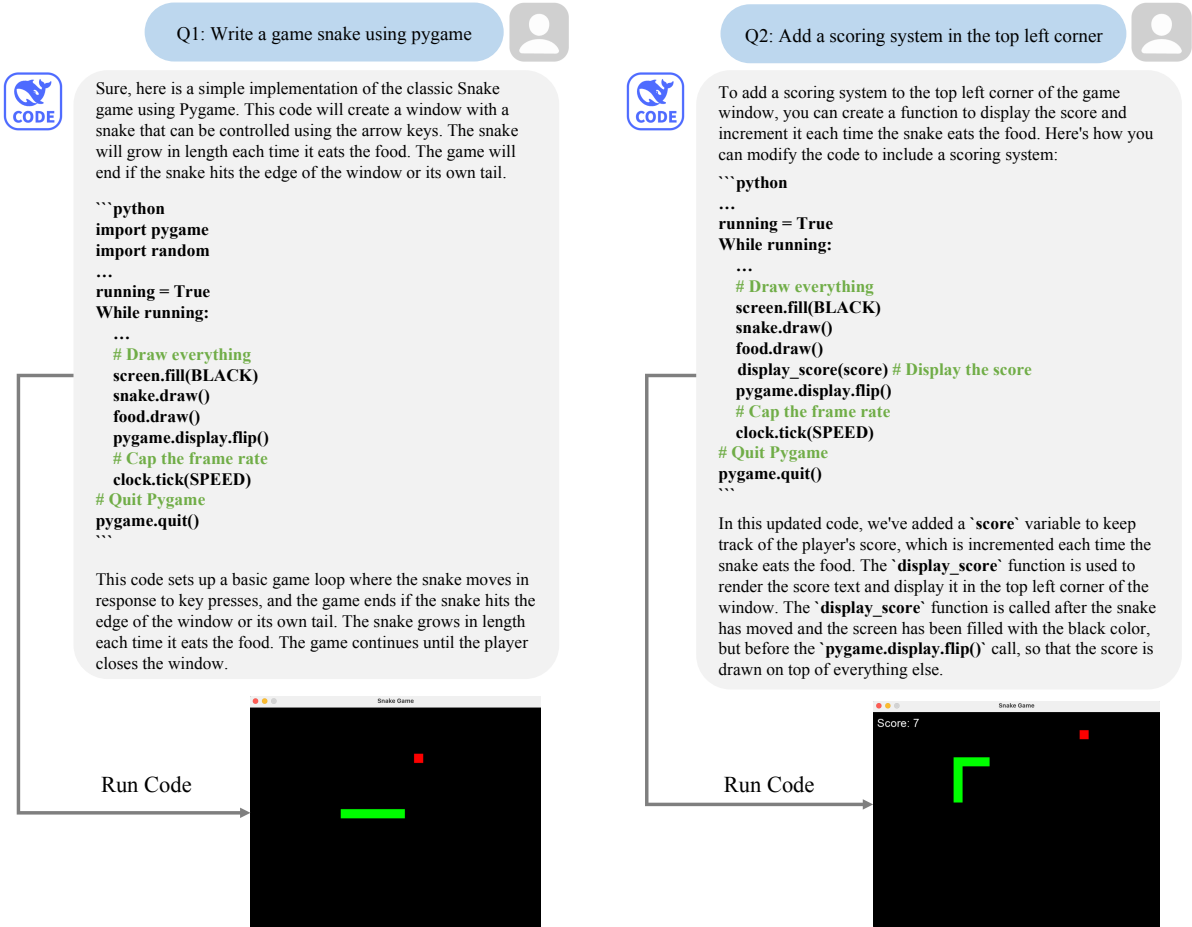 Q1: Write a game snake using pygame
CODE
Sure, here is a simple implementation of the classic Snake
game using Pygame. This code will create a window with a
snake that can be controlled using the arrow keys. The snake
will grow in length each time it eats the food. The game will
end if the snake hits the edge of the window or its own tail.
```python
import pygame
import random
…
running = True
While running:
…
# Draw everything
screen.fill(BLACK)
snake.draw()
food.draw()
pygame.display.flip()
# Cap the frame rate
clock.tick(SPEED)
# Quit Pygame
pygame.quit()
```
This code sets up a basic game loop where the snake moves in
response to key presses, and the game ends if the snake hits the
edge of the window or its own tail. The snake grows in length
each time it eats the food. The game continues until the player
closes the window.
Run Code
Snake Game
Q2: Add a scoring system in the top left corner
CODE
To add a scoring system to the top left corner of the game
window, you can create a function to display the score and
increment it each time the snake eats the food. Here's how you
can modify the code to include a scoring system:
```python
…
running = True
While running:
…
# Draw everything
screen.fill(BLACK)
snake.draw()
food.draw()
display_score(score) # Display the score
pygame.display.flip()
# Cap the frame rate
clock.tick(SPEED)
# Quit Pygame
pygame.quit()
```
In this updated code, we've added a `score` variable to keep
track of the player's score, which is incremented each time the
snake eats the food. The `display_score` function is used to
render the score text and display it in the top left corner of the
window. The `display_score` function is called after the snake
has moved and the screen has been filled with the black color,
but before the `pygame.display.flip()` call, so that the score is
drawn on top of everything else.
Run Code
Snake Game
Score: 7